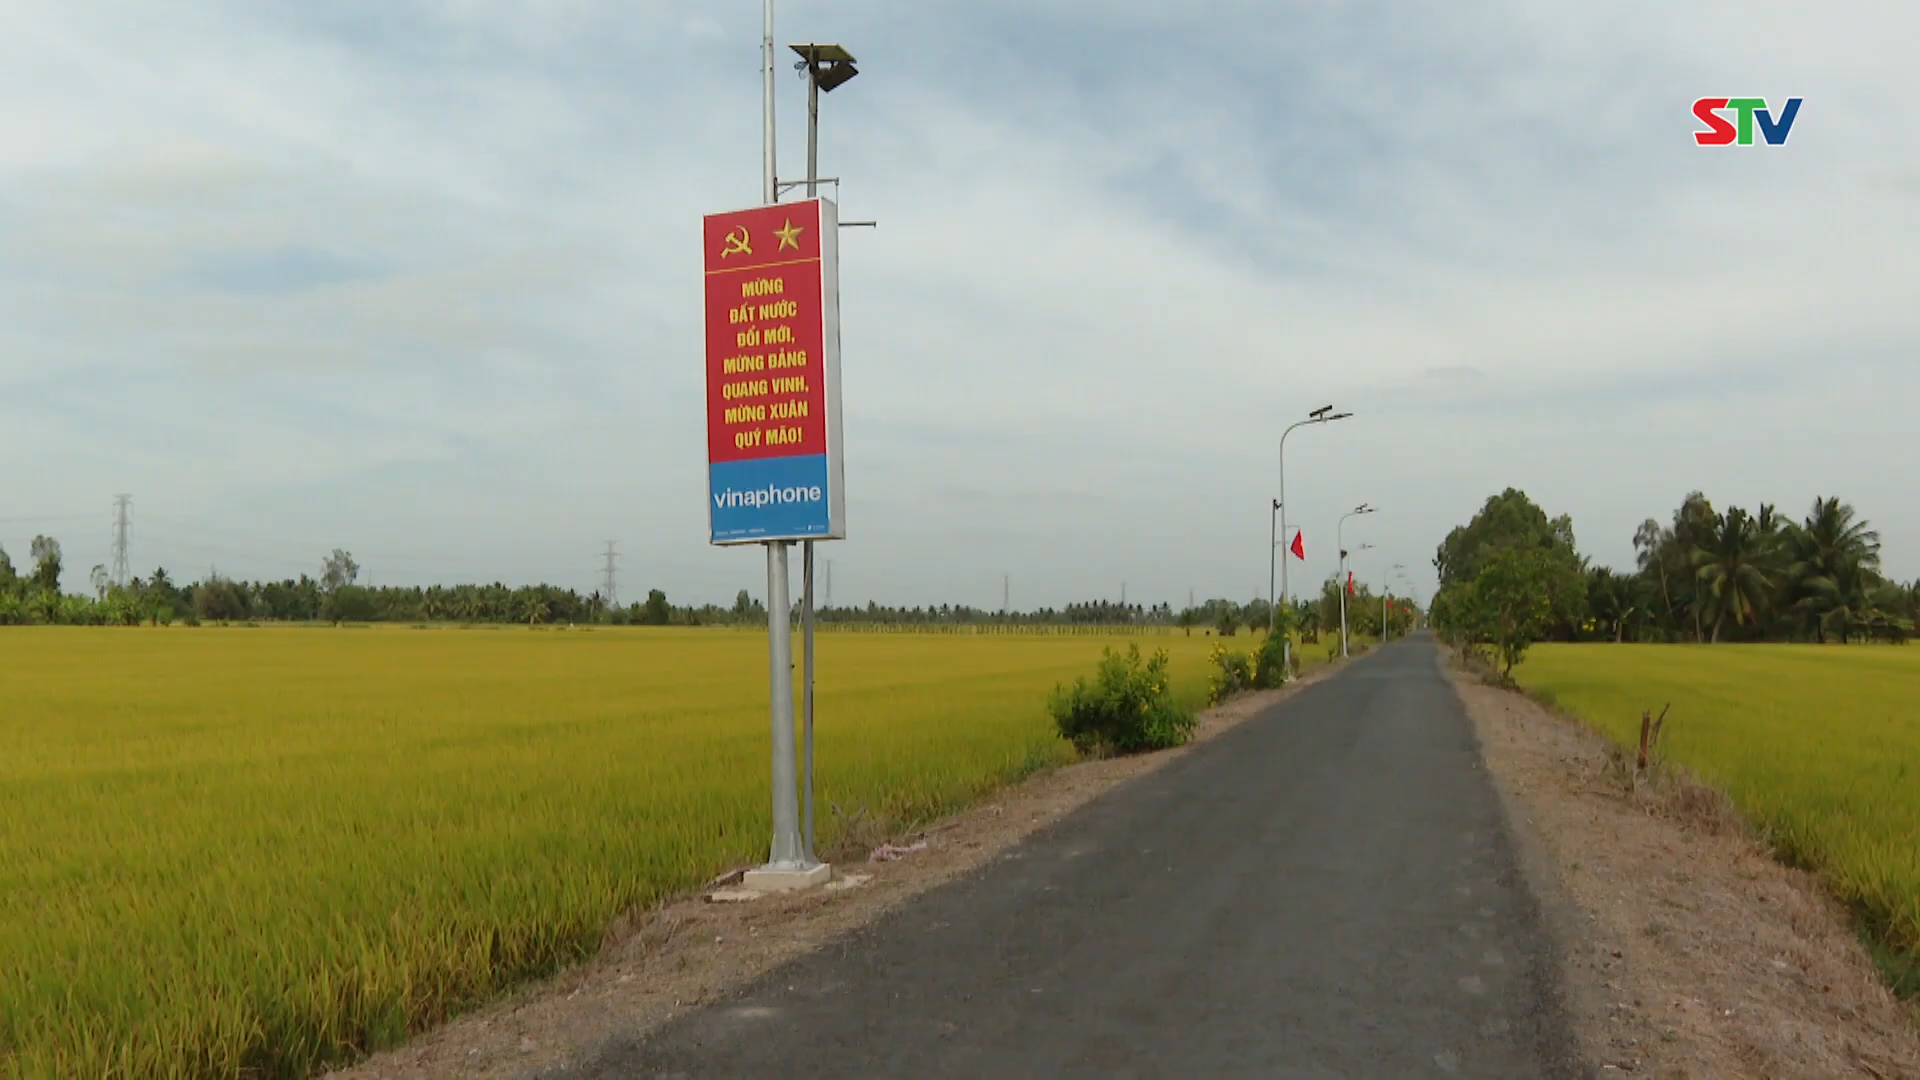 STV
MỪNG
ĐẤT NƯỚC
ĐỔI MỚI,
MỪNG ĐẢNG
QUANG VINH,
MỪNG XUÂN
QUÝ MÃO!
vinaphone